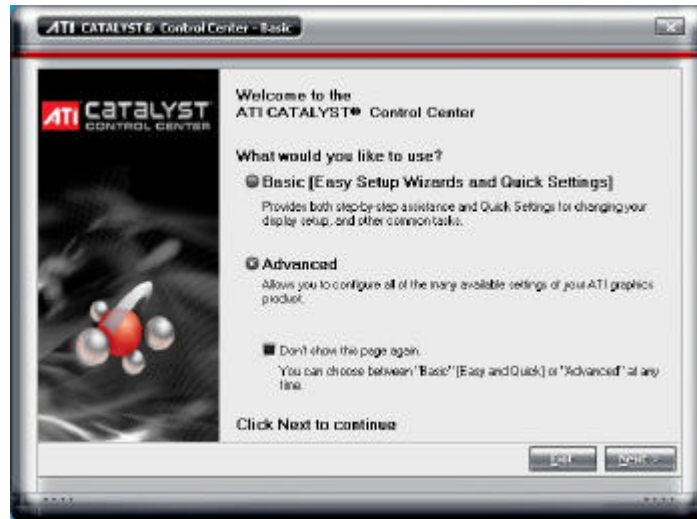 ATI CATALYST® Control Center - Basic
ATI CATALYST
CONTROL CENTER
Welcome to the
ATI CATALYST® Control Center
What would you like to use?
Basic [Easy Setup Wizards and Quick Settings]
Provides both step-by-step assistance and Quick Settings for changing your
display setup, and other common tasks.
Advanced
Allows you to configure all of the many available settings of your ATI graphics
product.
Don't show this page again.
You can choose between "Basic" [Easy and Quick] or "Advanced" at any
time.
Click Next to continue
Exit
Next >